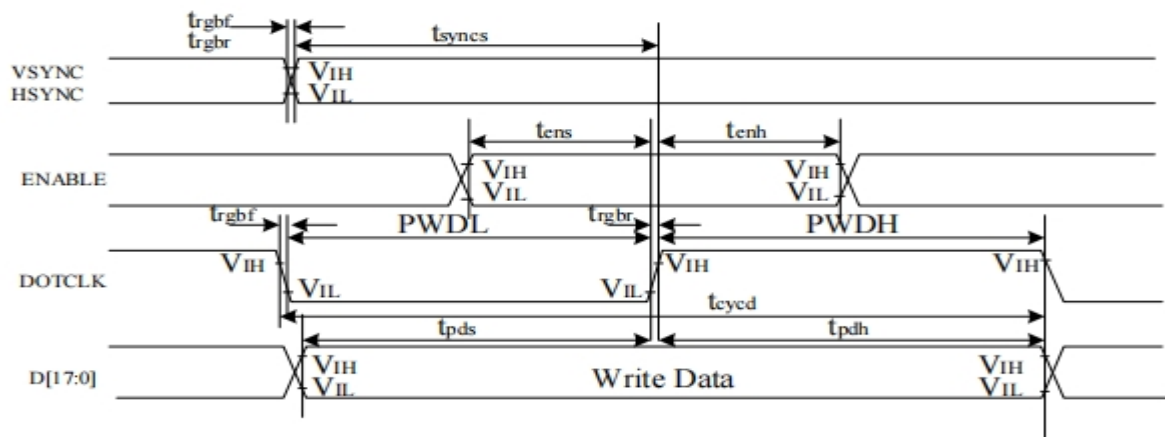 trgbf
trgbr
tsyncs
VSYNC
HSYNC
VIH
VIL
tens
tenh
ENABLE
VIH
VIL
VIH
VIL
trgbf
PWDL
trgbr
PWDH
DOTCLK
VIH
VIL
VIL
VIH
VIH
tcycd
tpds
tpdh
D[17:0]
VIH
VIL
Write Data
VIH
VIL